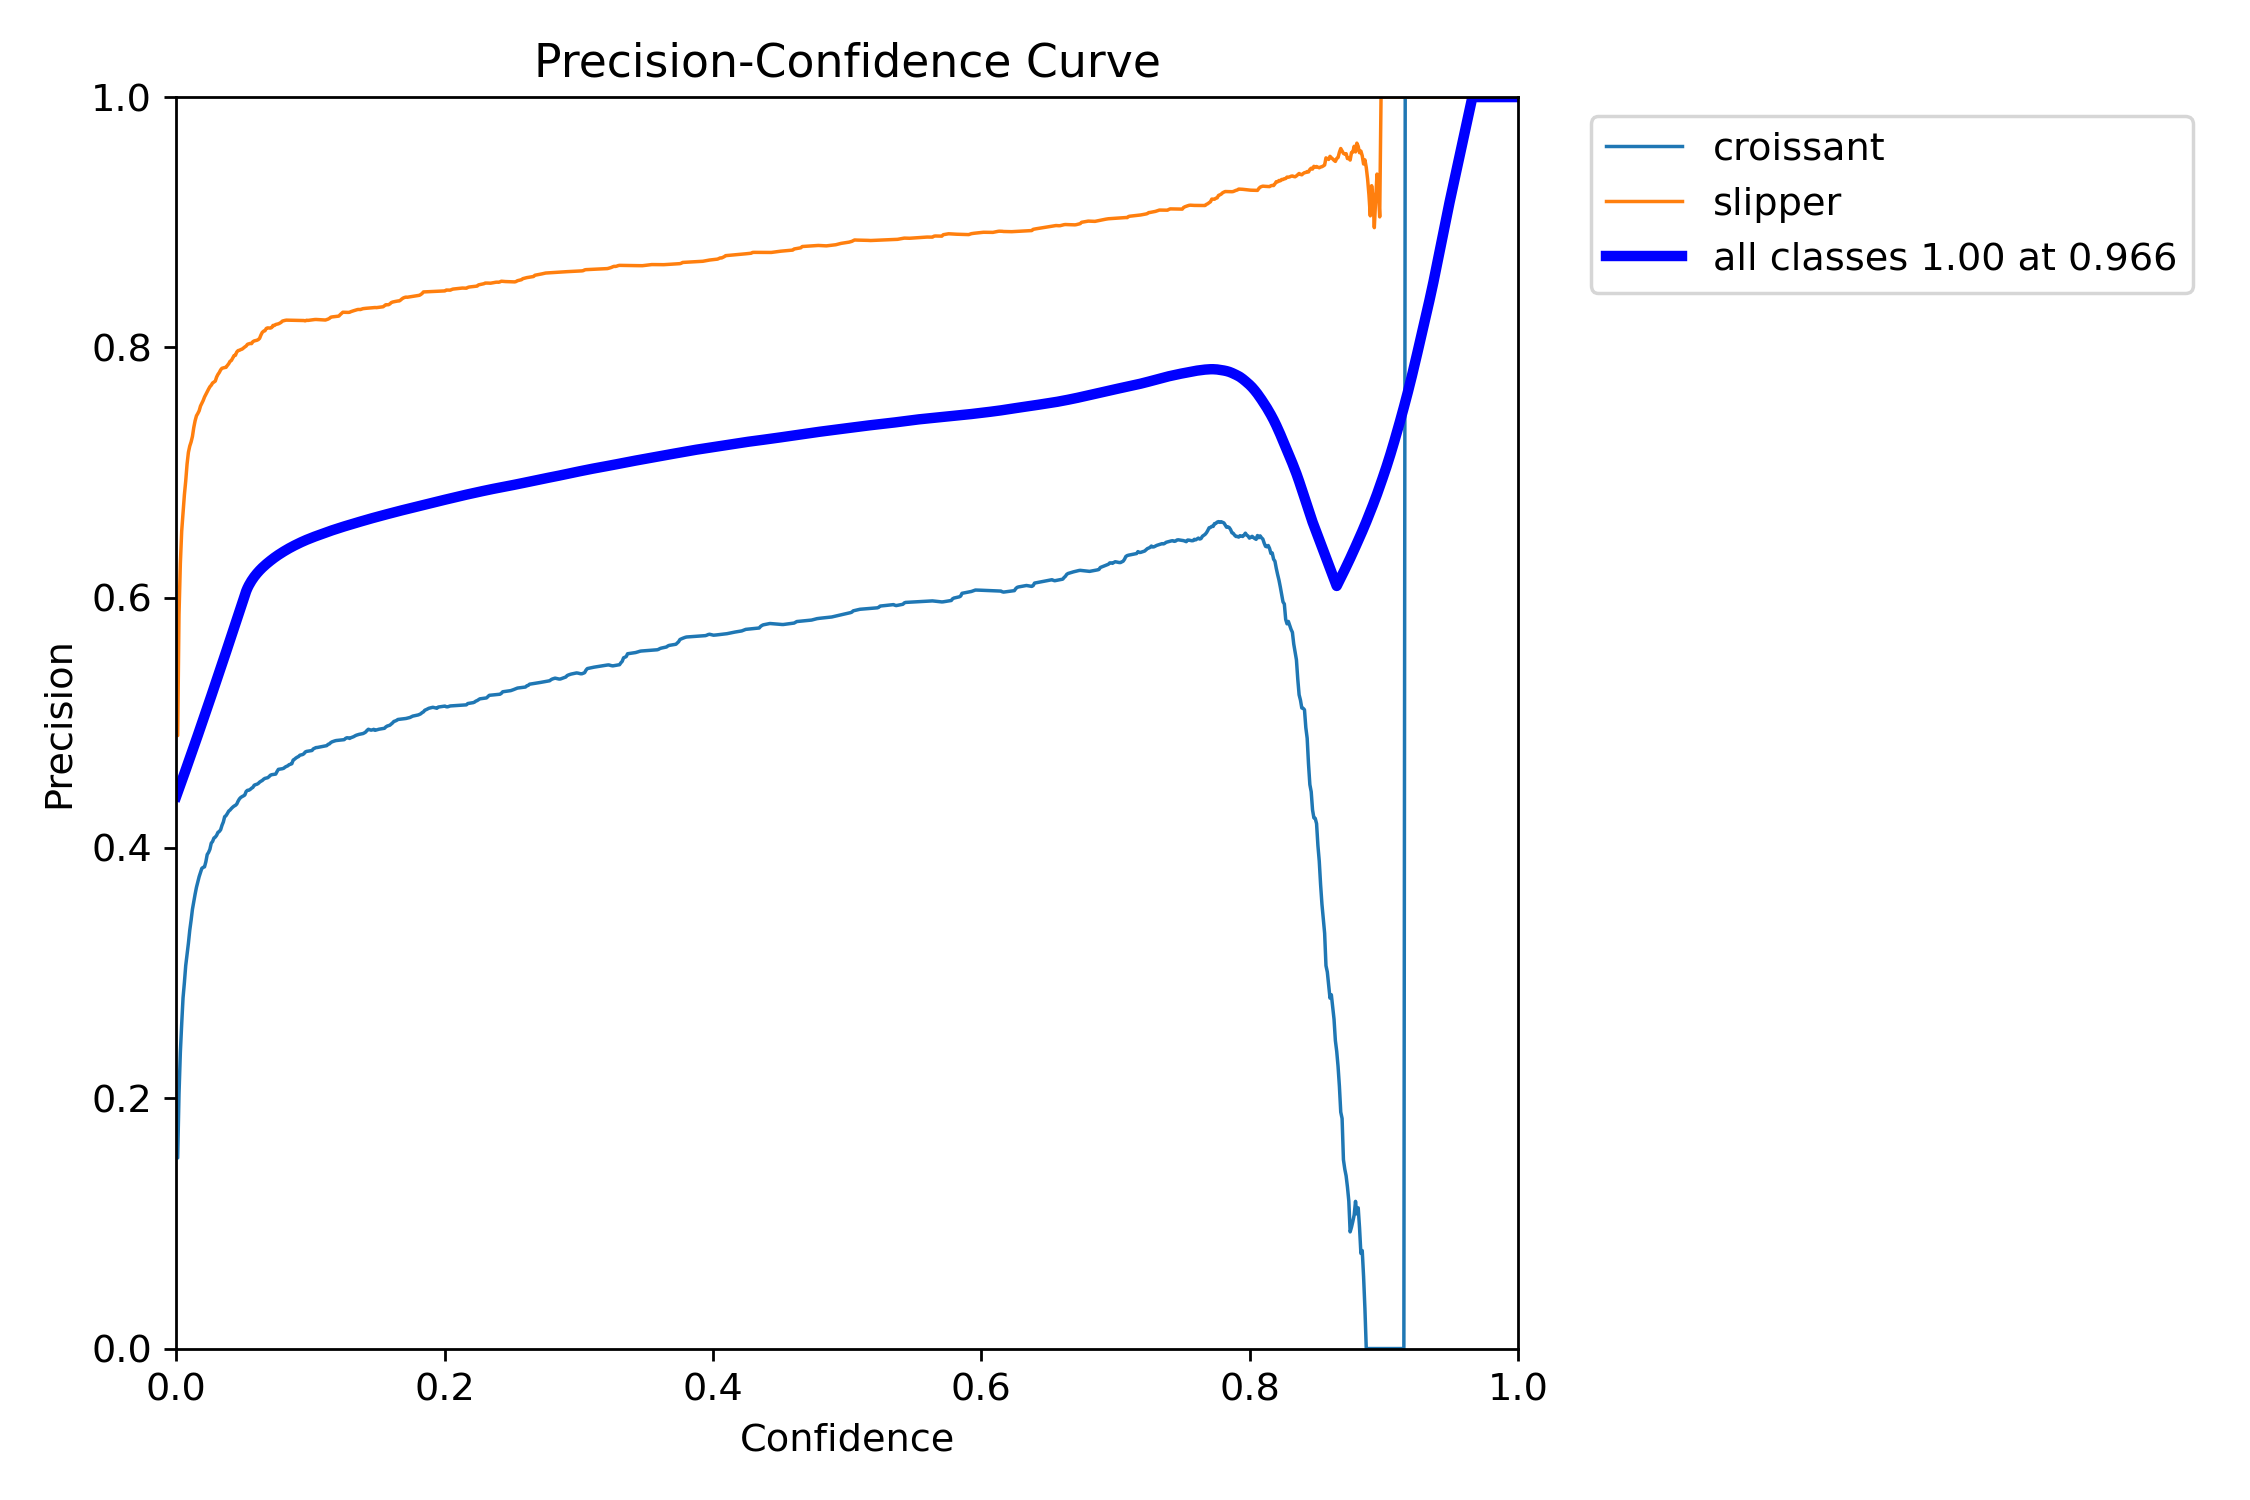 Precision-Confidence Curve
1.0
0.8
0.6
0.4
0.2
0.0
Precision
0.0 0.2 0.4 0.6 0.8 1.0
Confidence
croissant
slipper
all classes 1.00 at 0.966